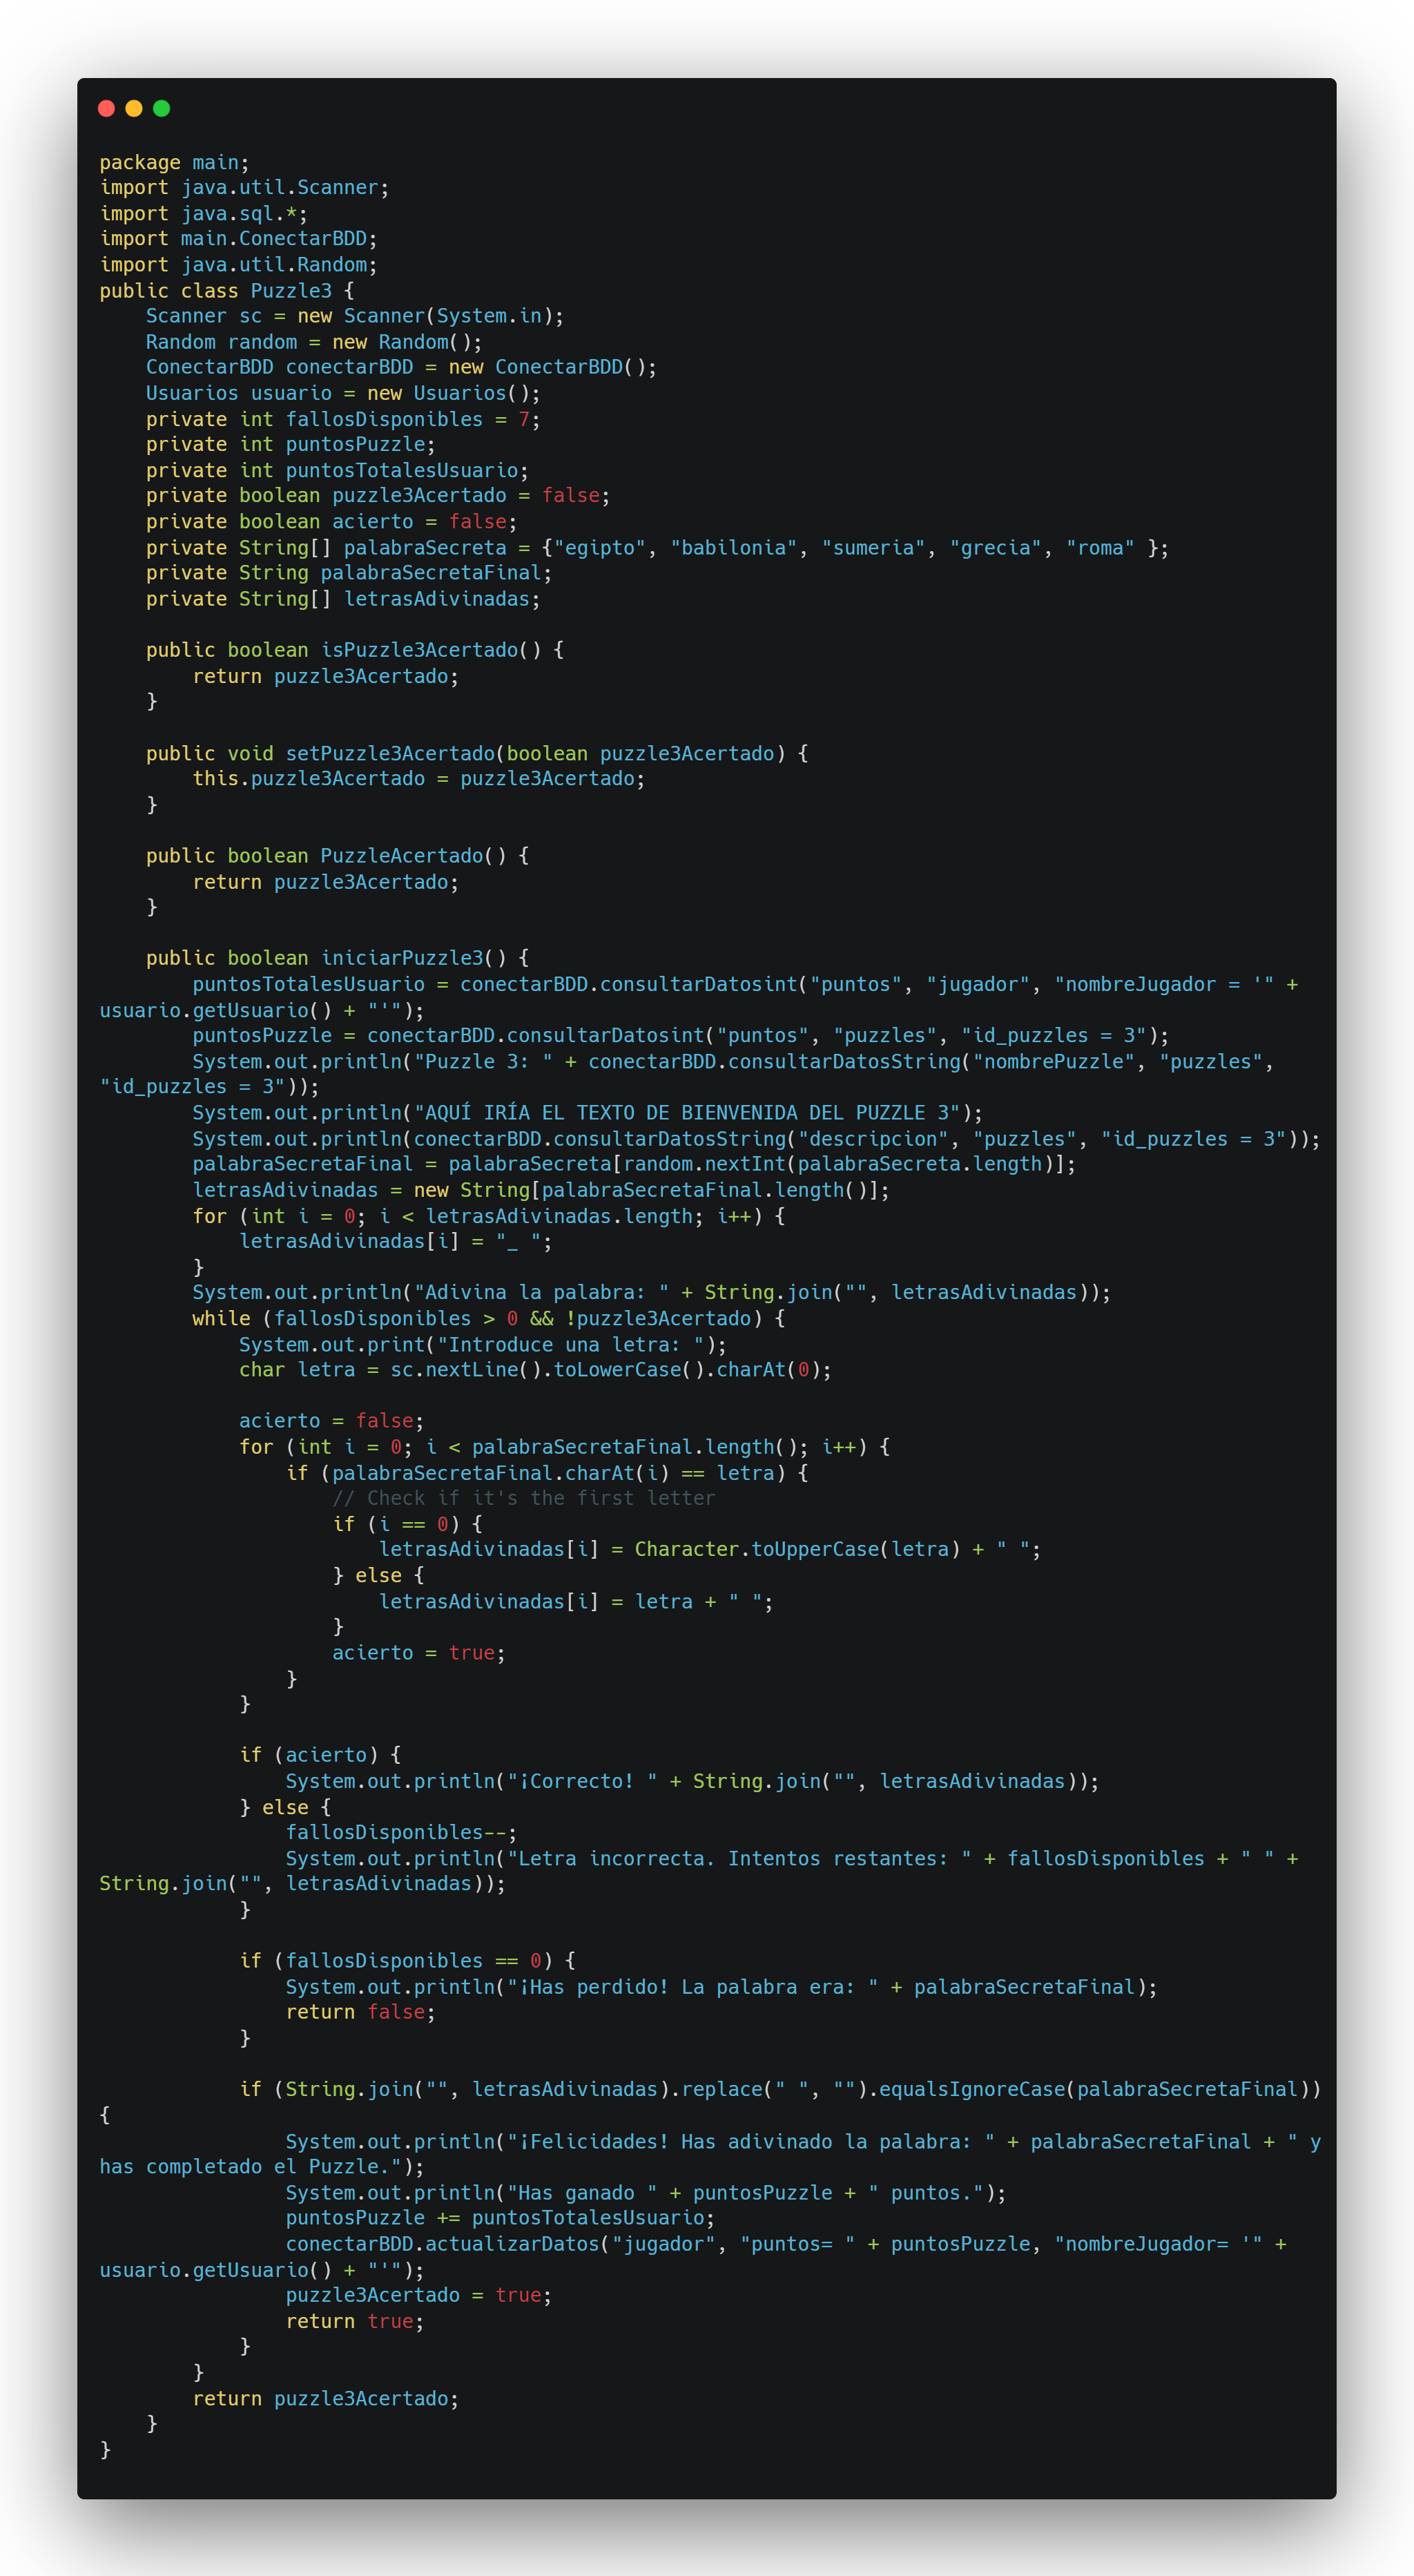 package main;
import java.util.Scanner;
import java.sql.*;
import main.ConectarBDD;
import java.util.Random;
public class Puzzle3 {
    Scanner sc = new Scanner(System.in);
    Random random = new Random();
    ConectarBDD conectarBDD = new ConectarBDD();
    Usuarios usuario = new Usuarios();
    private int fallosDisponibles = 7;
    private int puntosPuzzle;
    private int puntosTotalesUsuario;
    private boolean puzzle3Acertado = false;
    private boolean acierto = false;
    private String[] palabraSecreta = {"egipto", "babilonia", "sumeria", "grecia", "roma" };
    private String palabraSecretaFinal;
    private String[] letrasAdivinadas;

    public boolean isPuzzle3Acertado() {
        return puzzle3Acertado;
    }

    public void setPuzzle3Acertado(boolean puzzle3Acertado) {
        this.puzzle3Acertado = puzzle3Acertado;
    }

    public boolean PuzzleAcertado() {
        return puzzle3Acertado;
    }

    public boolean iniciarPuzzle3() {
        puntosTotalesUsuario = conectarBDD.consultarDatosint("puntos", "jugador", "nombreJugador = '" +
usuario.getUsuario() + "'");
        puntosPuzzle = conectarBDD.consultarDatosint("puntos", "puzzles", "id_puzzles = 3");
        System.out.println("Puzzle 3: " + conectarBDD.consultarDatosString("nombrePuzzle", "puzzles",
"id_puzzles = 3"));
        System.out.println("AQUÍ IRÍA EL TEXTO DE BIENVENIDA DEL PUZZLE 3");
        System.out.println(conectarBDD.consultarDatosString("descripcion", "puzzles", "id_puzzles = 3"));
        palabraSecretaFinal = palabraSecreta[random.nextInt(palabraSecreta.length)];
        letrasAdivinadas = new String[palabraSecretaFinal.length()];
        for (int i = 0; i < letrasAdivinadas.length; i++) {
            letrasAdivinadas[i] = "_ ";
        }
        System.out.println("Adivina la palabra: " + String.join("", letrasAdivinadas));
        while (fallosDisponibles > 0 && !puzzle3Acertado) {
            System.out.print("Introduce una letra: ");
            char letra = sc.nextLine().toLowerCase().charAt(0);

            acierto = false;
            for (int i = 0; i < palabraSecretaFinal.length(); i++) {
                if (palabraSecretaFinal.charAt(i) == letra) {
                    // Check if it's the first letter
                    if (i == 0) {
                        letrasAdivinadas[i] = Character.toUpperCase(letra) + " ";
                    } else {
                        letrasAdivinadas[i] = letra + " ";
                    }
                    acierto = true;
                }
            }

            if (acierto) {
                System.out.println("¡Correcto! " + String.join("", letrasAdivinadas));
            } else {
                fallosDisponibles--;
                System.out.println("Letra incorrecta. Intentos restantes: " + fallosDisponibles + " " +
String.join("", letrasAdivinadas));
            }

            if (fallosDisponibles == 0) {
                System.out.println("¡Has perdido! La palabra era: " + palabraSecretaFinal);
                return false;
            }

            if (String.join("", letrasAdivinadas).replace(" ", "").equalsIgnoreCase(palabraSecretaFinal))
{
                System.out.println("¡Felicidades! Has adivinado la palabra: " + palabraSecretaFinal + " y
has completado el Puzzle.");
                System.out.println("Has ganado " + puntosPuzzle + " puntos.");
                puntosPuzzle += puntosTotalesUsuario;
                conectarBDD.actualizarDatos("jugador", "puntos= " + puntosPuzzle, "nombreJugador= '" +
usuario.getUsuario() + "'");
                puzzle3Acertado = true;
                return true;
            }
        }
        return puzzle3Acertado;
    }
}